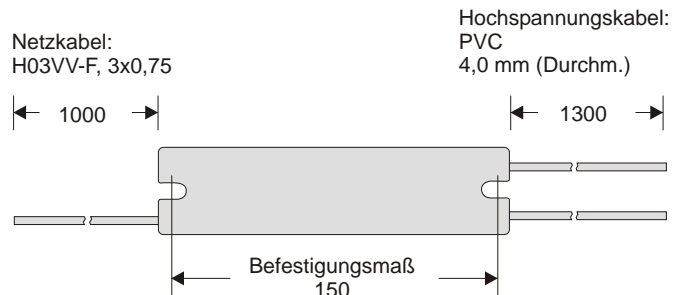 Netzkabel:
H03VV-F, 3x0,75
Hochspannungskabel:
PVC
4,0 mm (Durchm.)
1000
1300
Befestigungsmaß
150